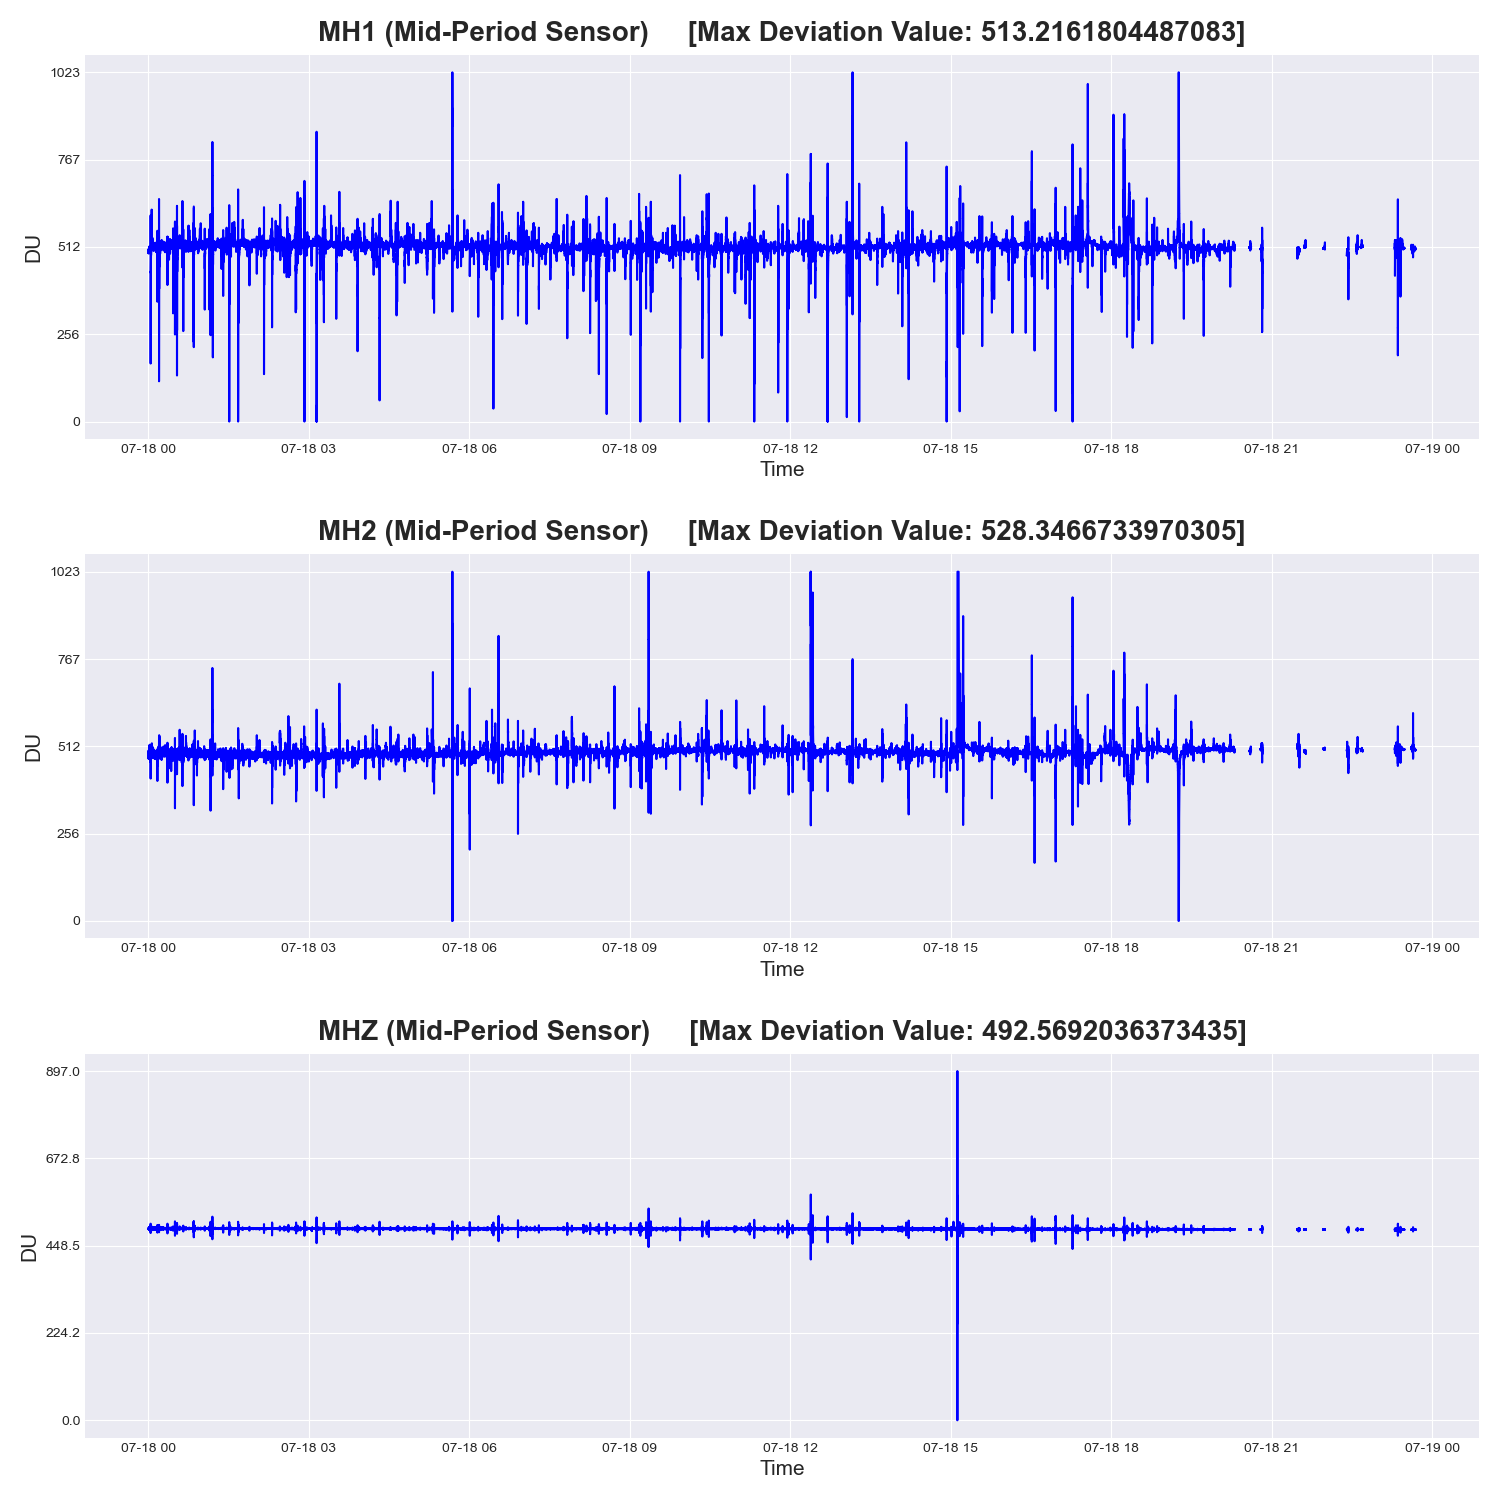 MH1 (Mid-Period Sensor) [Max Deviation Value: 513.2161804487083]
1023
767
512
256
0
DU
07-18 00 07-18 03 07-18 06 07-18 09 07-18 12 07-18 15 07-18 18 07-18 21 07-19 00
Time
MH2 (Mid-Period Sensor) [Max Deviation Value: 528.3466733970305]
1023
767
512
256
0
DU
07-18 00 07-18 03 07-18 06 07-18 09 07-18 12 07-18 15 07-18 18 07-18 21 07-19 00
Time
MHZ (Mid-Period Sensor) [Max Deviation Value: 492.5692036373435]
897.0
672.8
448.5
224.2
0.0
DU
07-18 00 07-18 03 07-18 06 07-18 09 07-18 12 07-18 15 07-18 18 07-18 21 07-19 00
Time